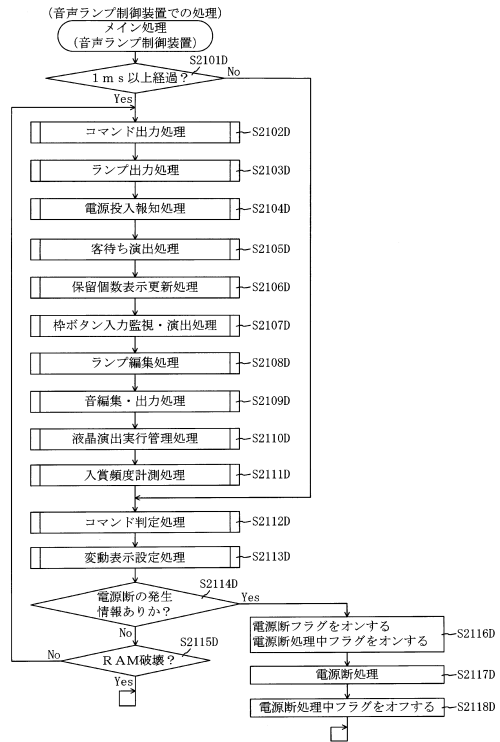 （音声ランプ制御装置での処理）
メイン処理
（音声ランプ制御装置）
S2101D
１ｍｓ以上経過？
No
Yes
コマンド出力処理
S2102D
ランプ出力処理
S2103D
電源投入報知処理
S2104D
客待ち演出処理
S2105D
保留個数表示更新処理
S2106D
枠ボタン入力監視・演出処理
S2107D
ランプ編集処理
S2108D
音編集・出力処理
S2109D
液晶演出実行管理処理
S2110D
入賞頻度計測処理
S2111D
コマンド判定処理
S2112D
変動表示設定処理
S2113D
S2114D
電源断の発生
情報ありか？
Yes
No
電源断フラグをオンする
電源断処理中フラグをオンする
S2116D
S2115D
ＲＡＭ破壊？
No
Yes
電源断処理
S2117D
電源断処理中フラグをオフする
S2118D